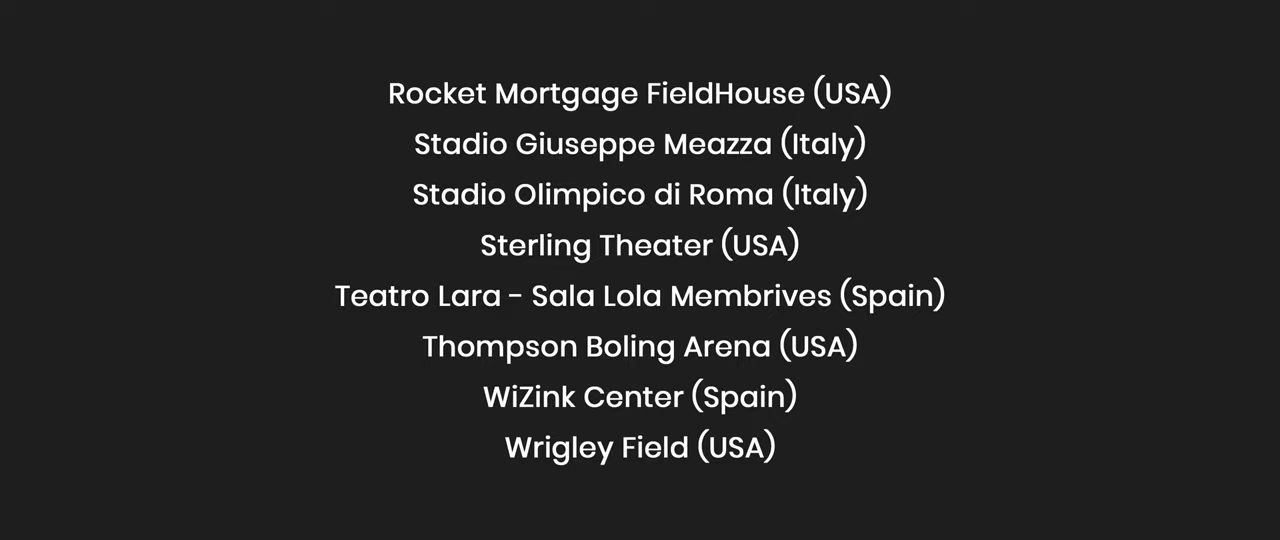 Rocket Mortgage FieldHouse (USA)
Stadio Giuseppe Meazza (Italy)
Stadio Olimpico di Roma (Italy)
Sterling Theater (USA)
Teatro Lara - Sala Lola Membrives (Spain)
Thompson Boling Arena (USA)
WiZink Center (Spain)
Wrigley Field (USA)